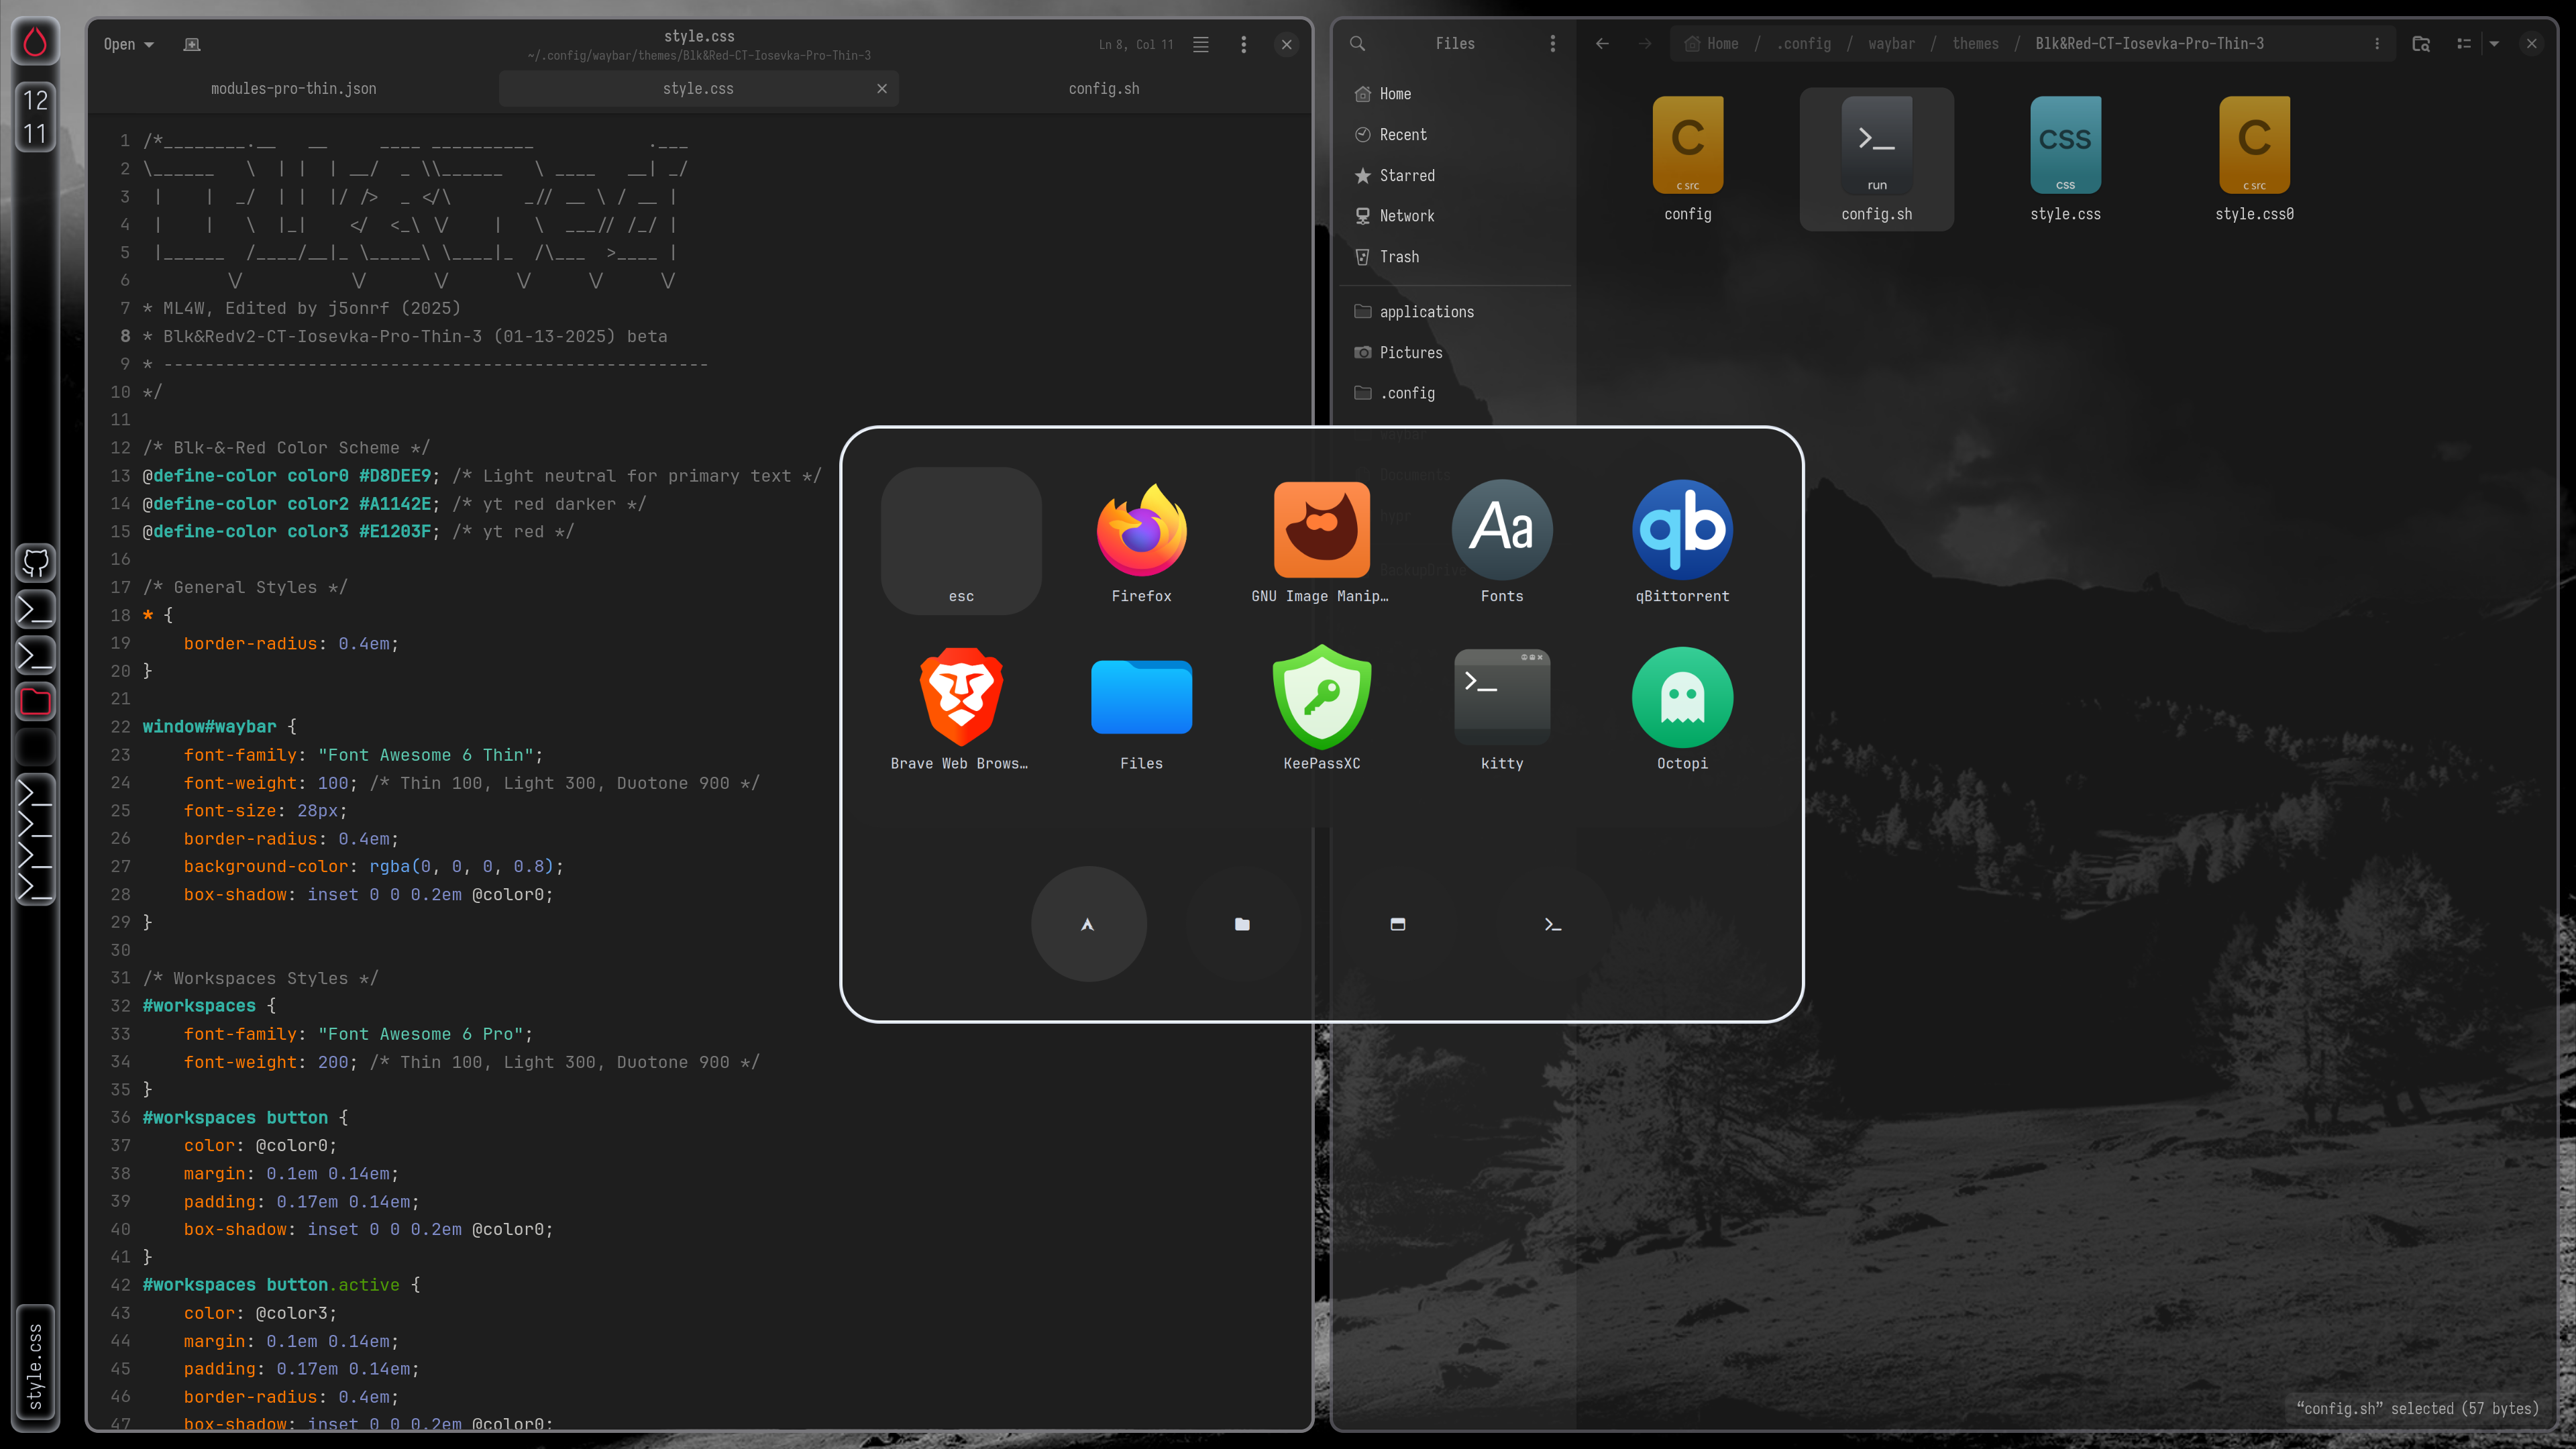 12
11
style.css
Open
style.css
~/.config/waybar/themes/Blk&Red-CT-Iosevka-Pro-Thin-3
Ln 8, Col 11
modules-pro-thin.json
style.css
config.sh
1 /*________.__   __     ____ __________           .___
2 \______   \  | |  | __/  _ \\______   \ ____   __| _/
3  |    |  _/  | |  |/ />  _ </\       _// __ \ / __ |
4  |    |   \  |_|    </  <_\ \/    |   \  ___// /_/ |
5  |______  /____/__|_ \_____\ \____|_  /\___  >____ |
6         \/           \/       \/       \/      \/      \/
7 * ML4W, Edited by j5onrf (2025)
8 * Blk&Redv2-CT-Iosevka-Pro-Thin-3 (01-13-2025) beta
9 * -----------------------------------------------------
10 */
11
12 /* Blk-&-Red Color Scheme */
13 @define-color color0 #D8DEE9; /* Light neutral for primary text */
14 @define-color color2 #A1142E; /* yt red darker */
15 @define-color color3 #E1203F; /* yt red */
16
17 /* General Styles */
18 * {
19     border-radius: 0.4em;
20 }
21
22 window#waybar {
23     font-family: "Font Awesome 6 Thin";
24     font-weight: 100; /* Thin 100, Light 300, Duotone 900 */
25     font-size: 28px;
26     border-radius: 0.4em;
27     background-color: rgba(0, 0, 0, 0.8);
28     box-shadow: inset 0 0 0.2em @color0;
29 }
30
31 /* Workspaces Styles */
32 #workspaces {
33     font-family: "Font Awesome 6 Pro";
34     font-weight: 200; /* Thin 100, Light 300, Duotone 900 */
35 }
36 #workspaces button {
37     color: @color0;
38     margin: 0.1em 0.14em;
39     padding: 0.17em 0.14em;
40     box-shadow: inset 0 0 0.2em @color0;
41 }
42 #workspaces button.active {
43     color: @color3;
44     margin: 0.1em 0.14em;
45     padding: 0.17em 0.14em;
46     border-radius: 0.4em;
47     box-shadow: inset 0 0 0.2em @color0;
Files
Home
Recent
Starred
Network
Trash
applications
Pictures
.config
Documents
BackupDrive
Home / .config / waybar / themes / Blk&Red-CT-Iosevka-Pro-Thin-3
C
c src
config
run
config.sh
CSS
css
style.css
C
c src
style.css0
esc
Firefox
GNU Image Manip…
Aa
Fonts
qb
qBittorrent
Brave Web Brows…
Files
KeePassXC
kitty
Octopi
“config.sh” selected (57 bytes)